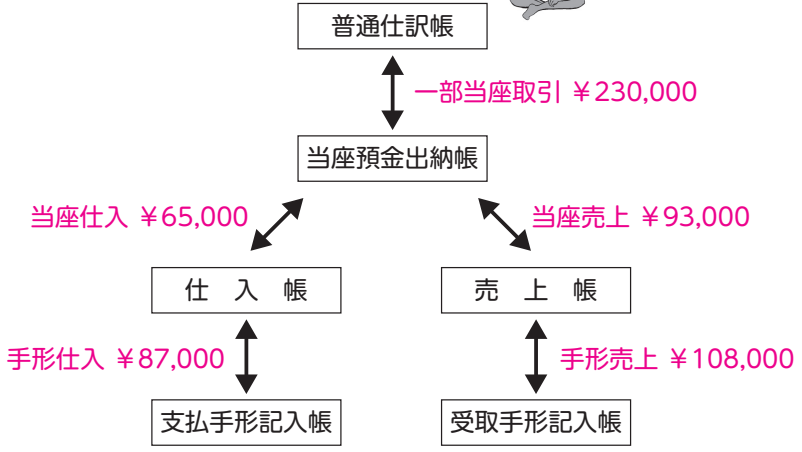 普通仕訳帳
一部当座取引 ￥230,000
当座預金出納帳
当座仕入 ￥65,000
当座売上 ￥93,000
仕 入 帳
売 上 帳
手形仕入 ￥87,000
手形売上 ￥108,000
支払手形記入帳
受取手形記入帳